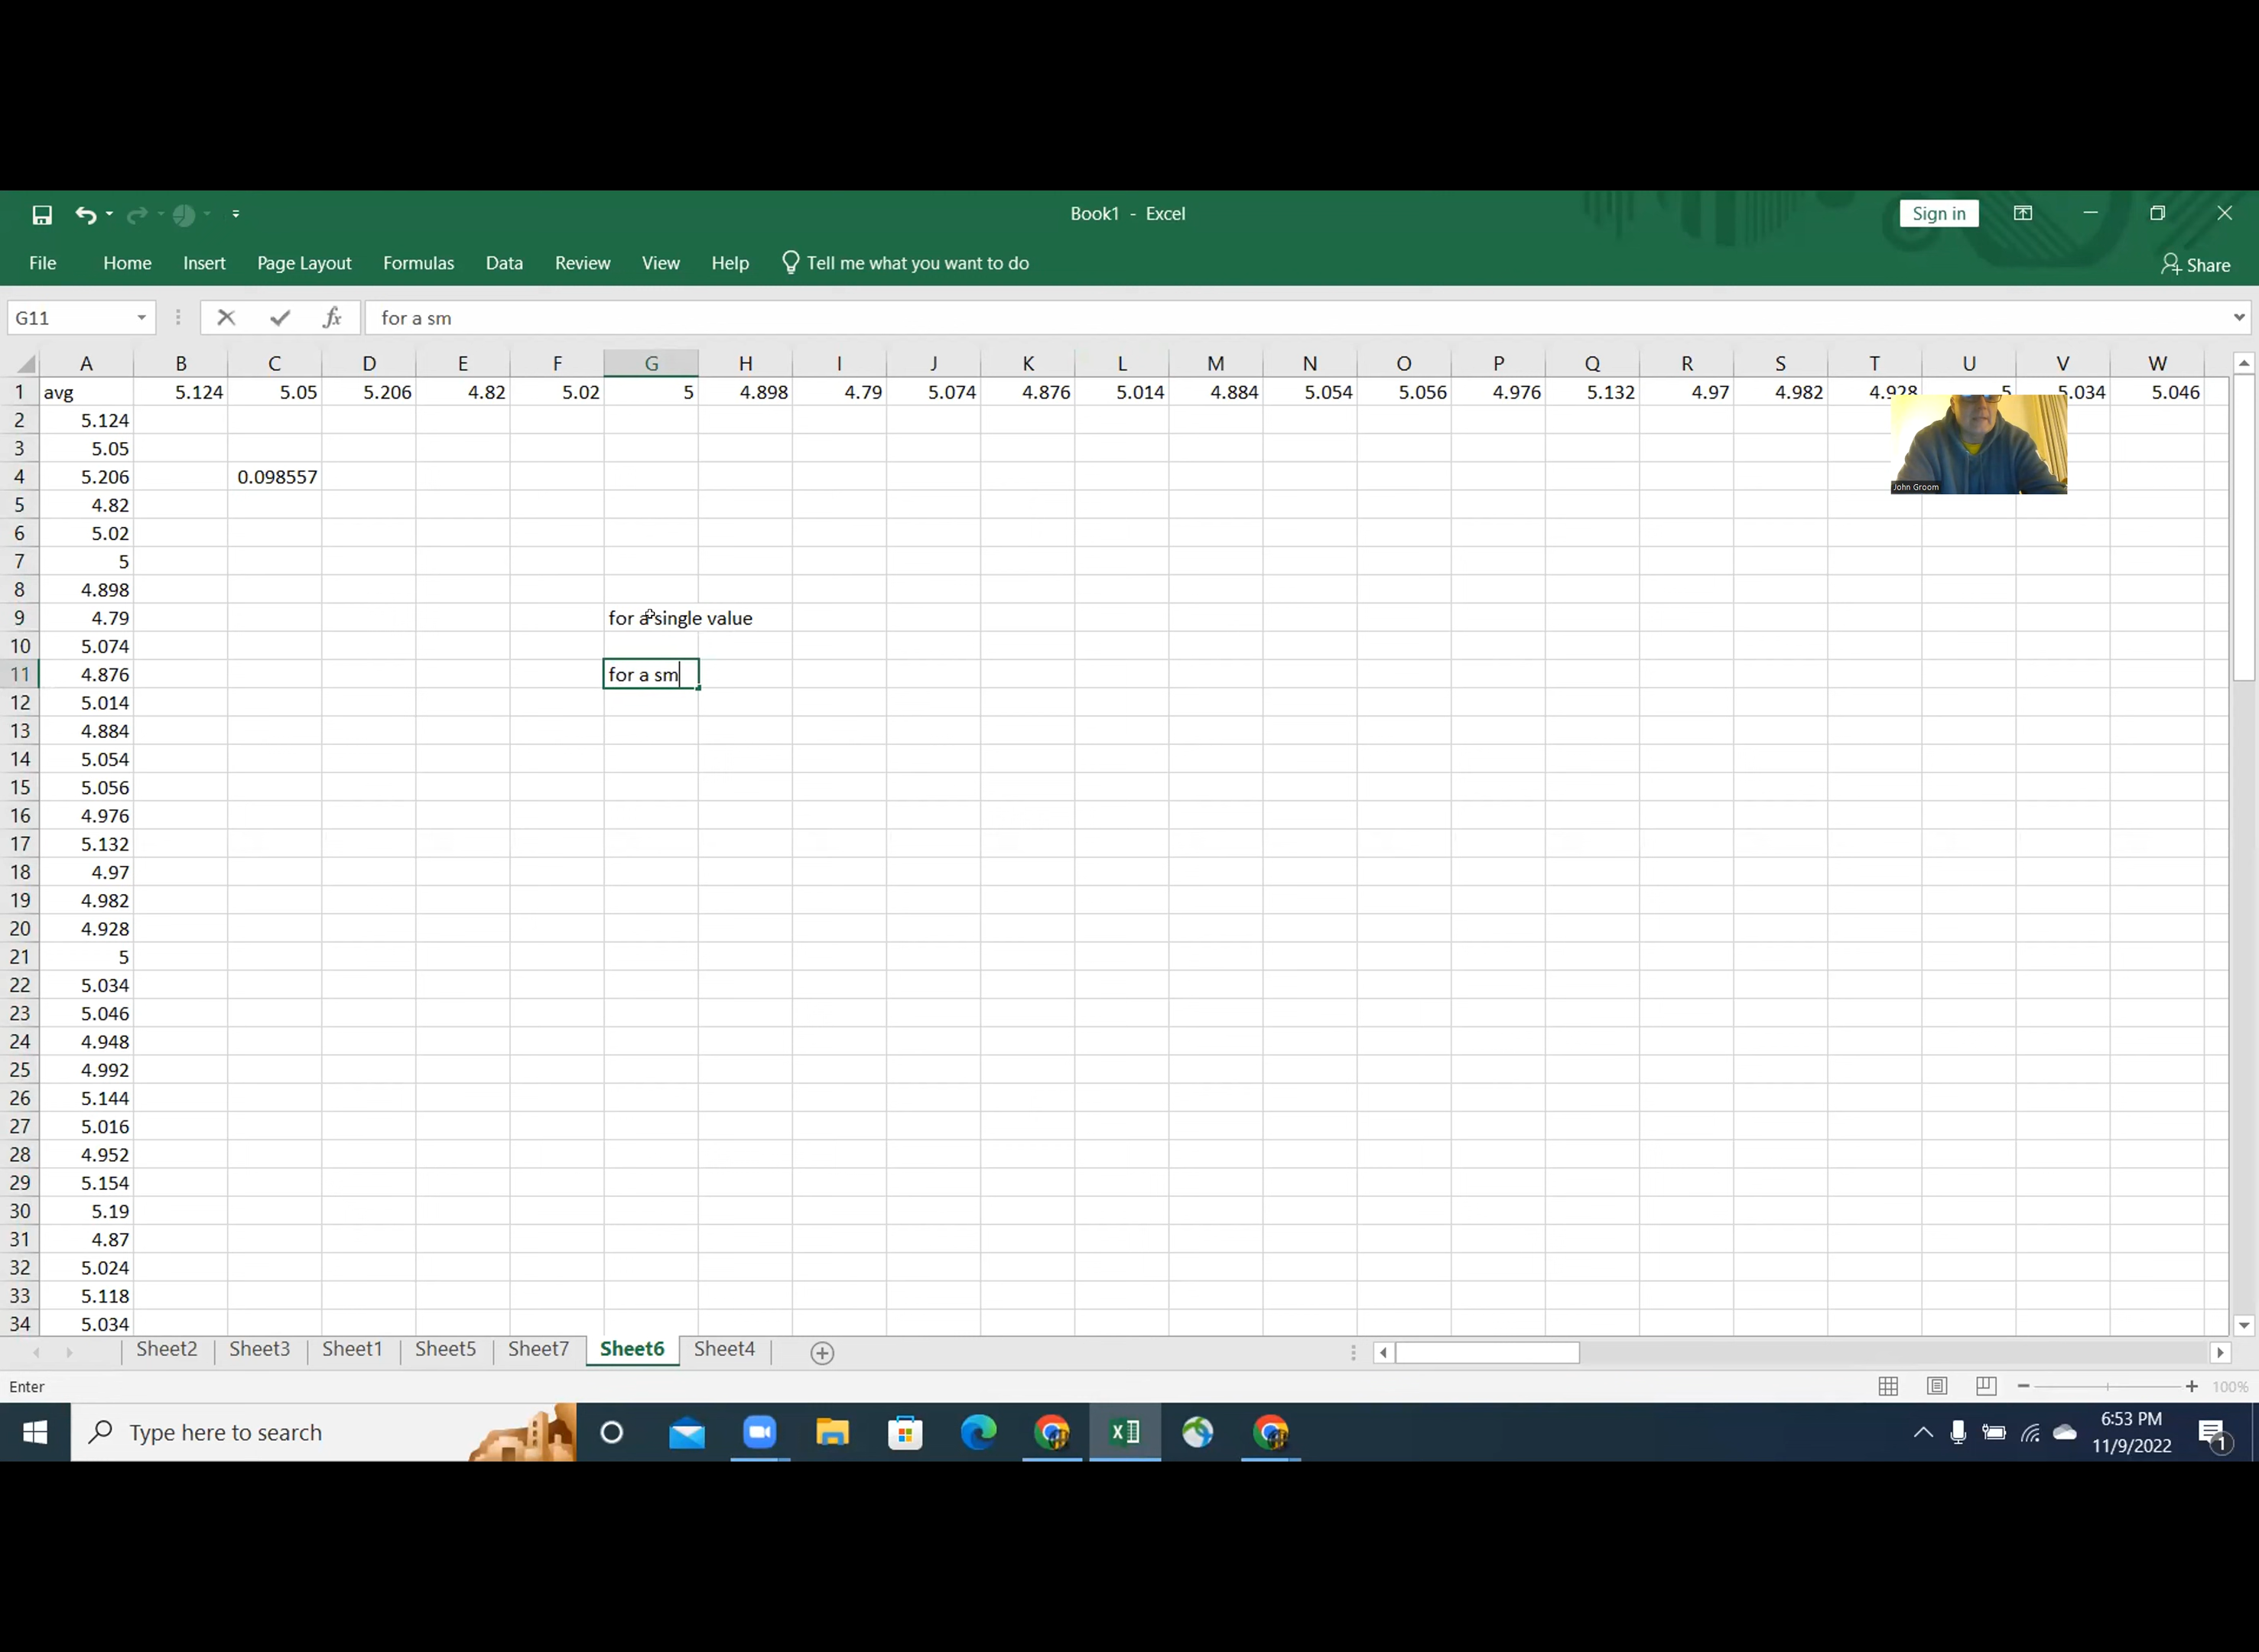 Book1 - Excel
Sign in
File Home Insert Page Layout Formulas Data Review View Help Tell me what you want to do Share
G11 fx for a sm
A B C D E F G H I J K L M N O P Q R S T U V W
1 avg 5.124 5.05 5.206 4.82 5.02 5 4.898 4.79 5.074 4.876 5.014 4.884 5.054 5.056 4.976 5.132 4.97 4.982 4.928 5 5.034 5.046
2 5.124
3 5.05
4 5.206 0.098557
John Groom
5 4.82
6 5.02
7 5
8 4.898
9 4.79 for a single value
10 5.074
11 4.876 for a sm
12 5.014
13 4.884
14 5.054
15 5.056
16 4.976
17 5.132
18 4.97
19 4.982
20 4.928
21 5
22 5.034
23 5.046
24 4.948
25 4.992
26 5.144
27 5.016
28 4.952
29 5.154
30 5.19
31 4.87
32 5.024
33 5.118
34 5.034
Sheet2 Sheet3 Sheet1 Sheet5 Sheet7 Sheet6 Sheet4
Enter 100%
Type here to search
6:53 PM
11/9/2022
1